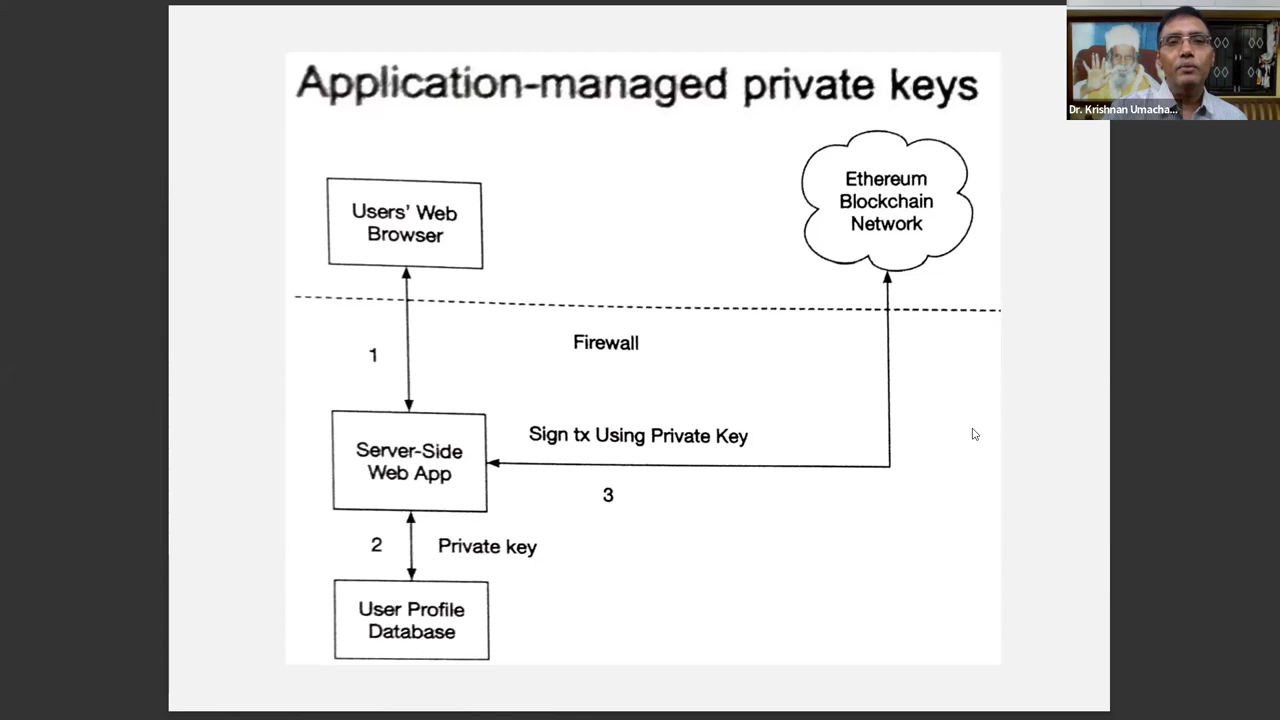 Application-managed private keys
Dr. Krishnan Umacha...
Users' Web
Browser
Ethereum
Blockchain
Network
Firewall
1
Server-Side
Web App
Sign tx Using Private Key
3
2
Private key
User Profile
Database